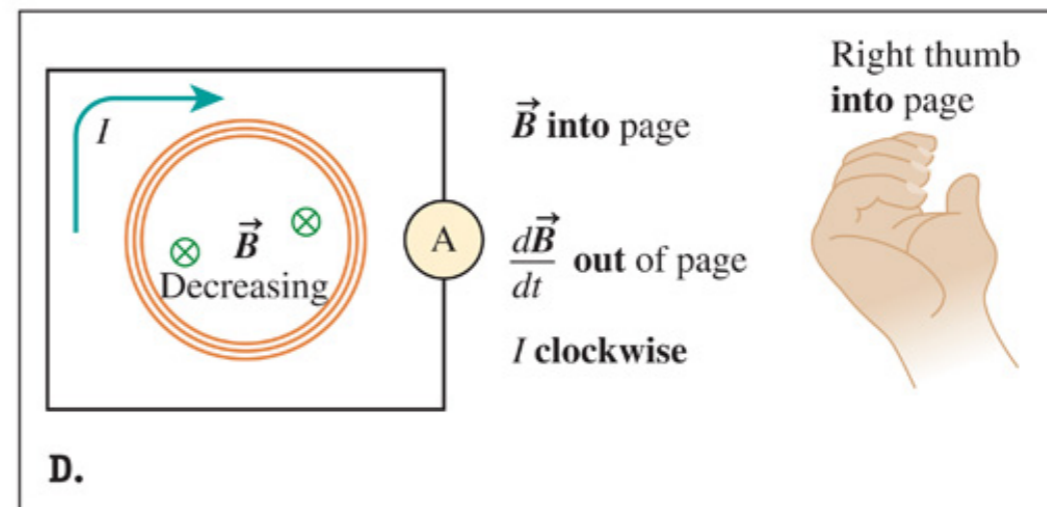 I
B⃗
Decreasing
A
B⃗ into page
dB⃗/dt out of page
I clockwise
Right thumb
into page
D.